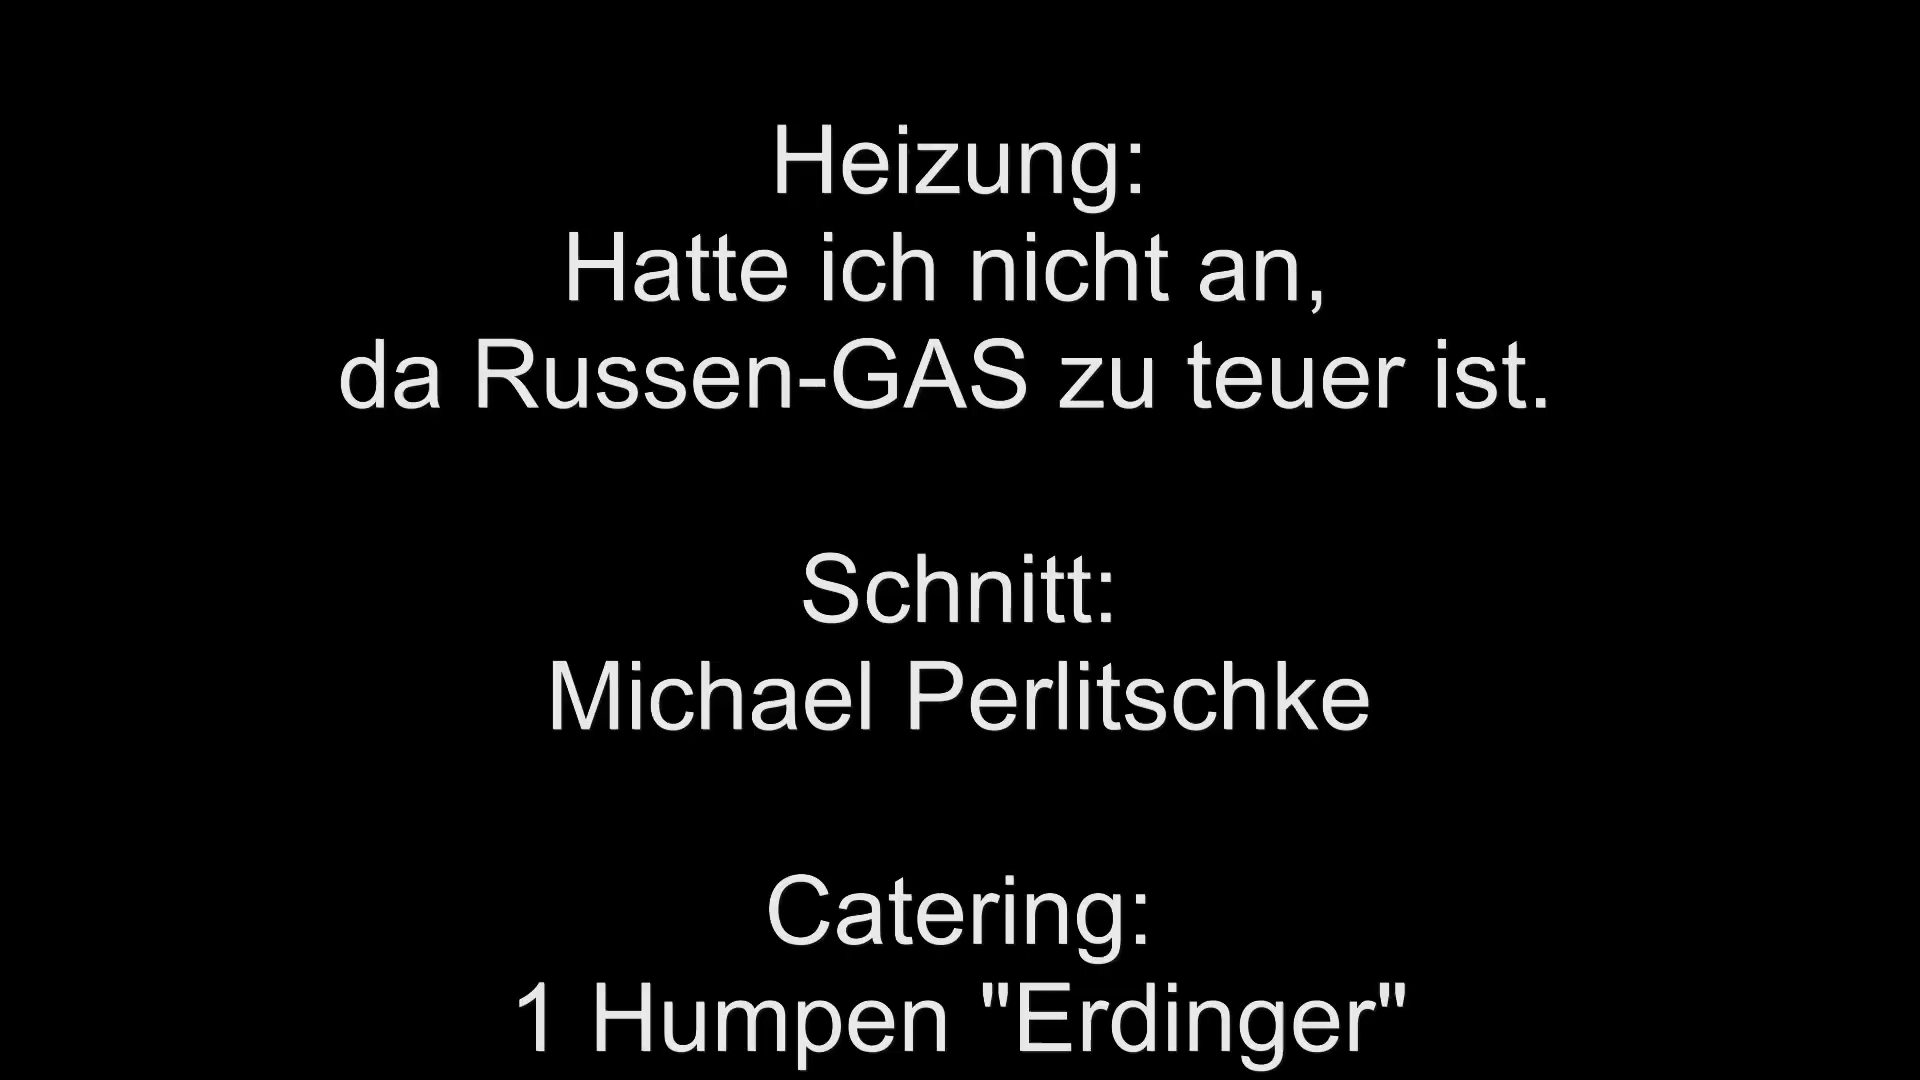 Heizung:
Hatte ich nicht an,
da Russen-GAS zu teuer ist.
Schnitt:
Michael Perlitschke
Catering:
1 Humpen "Erdinger"